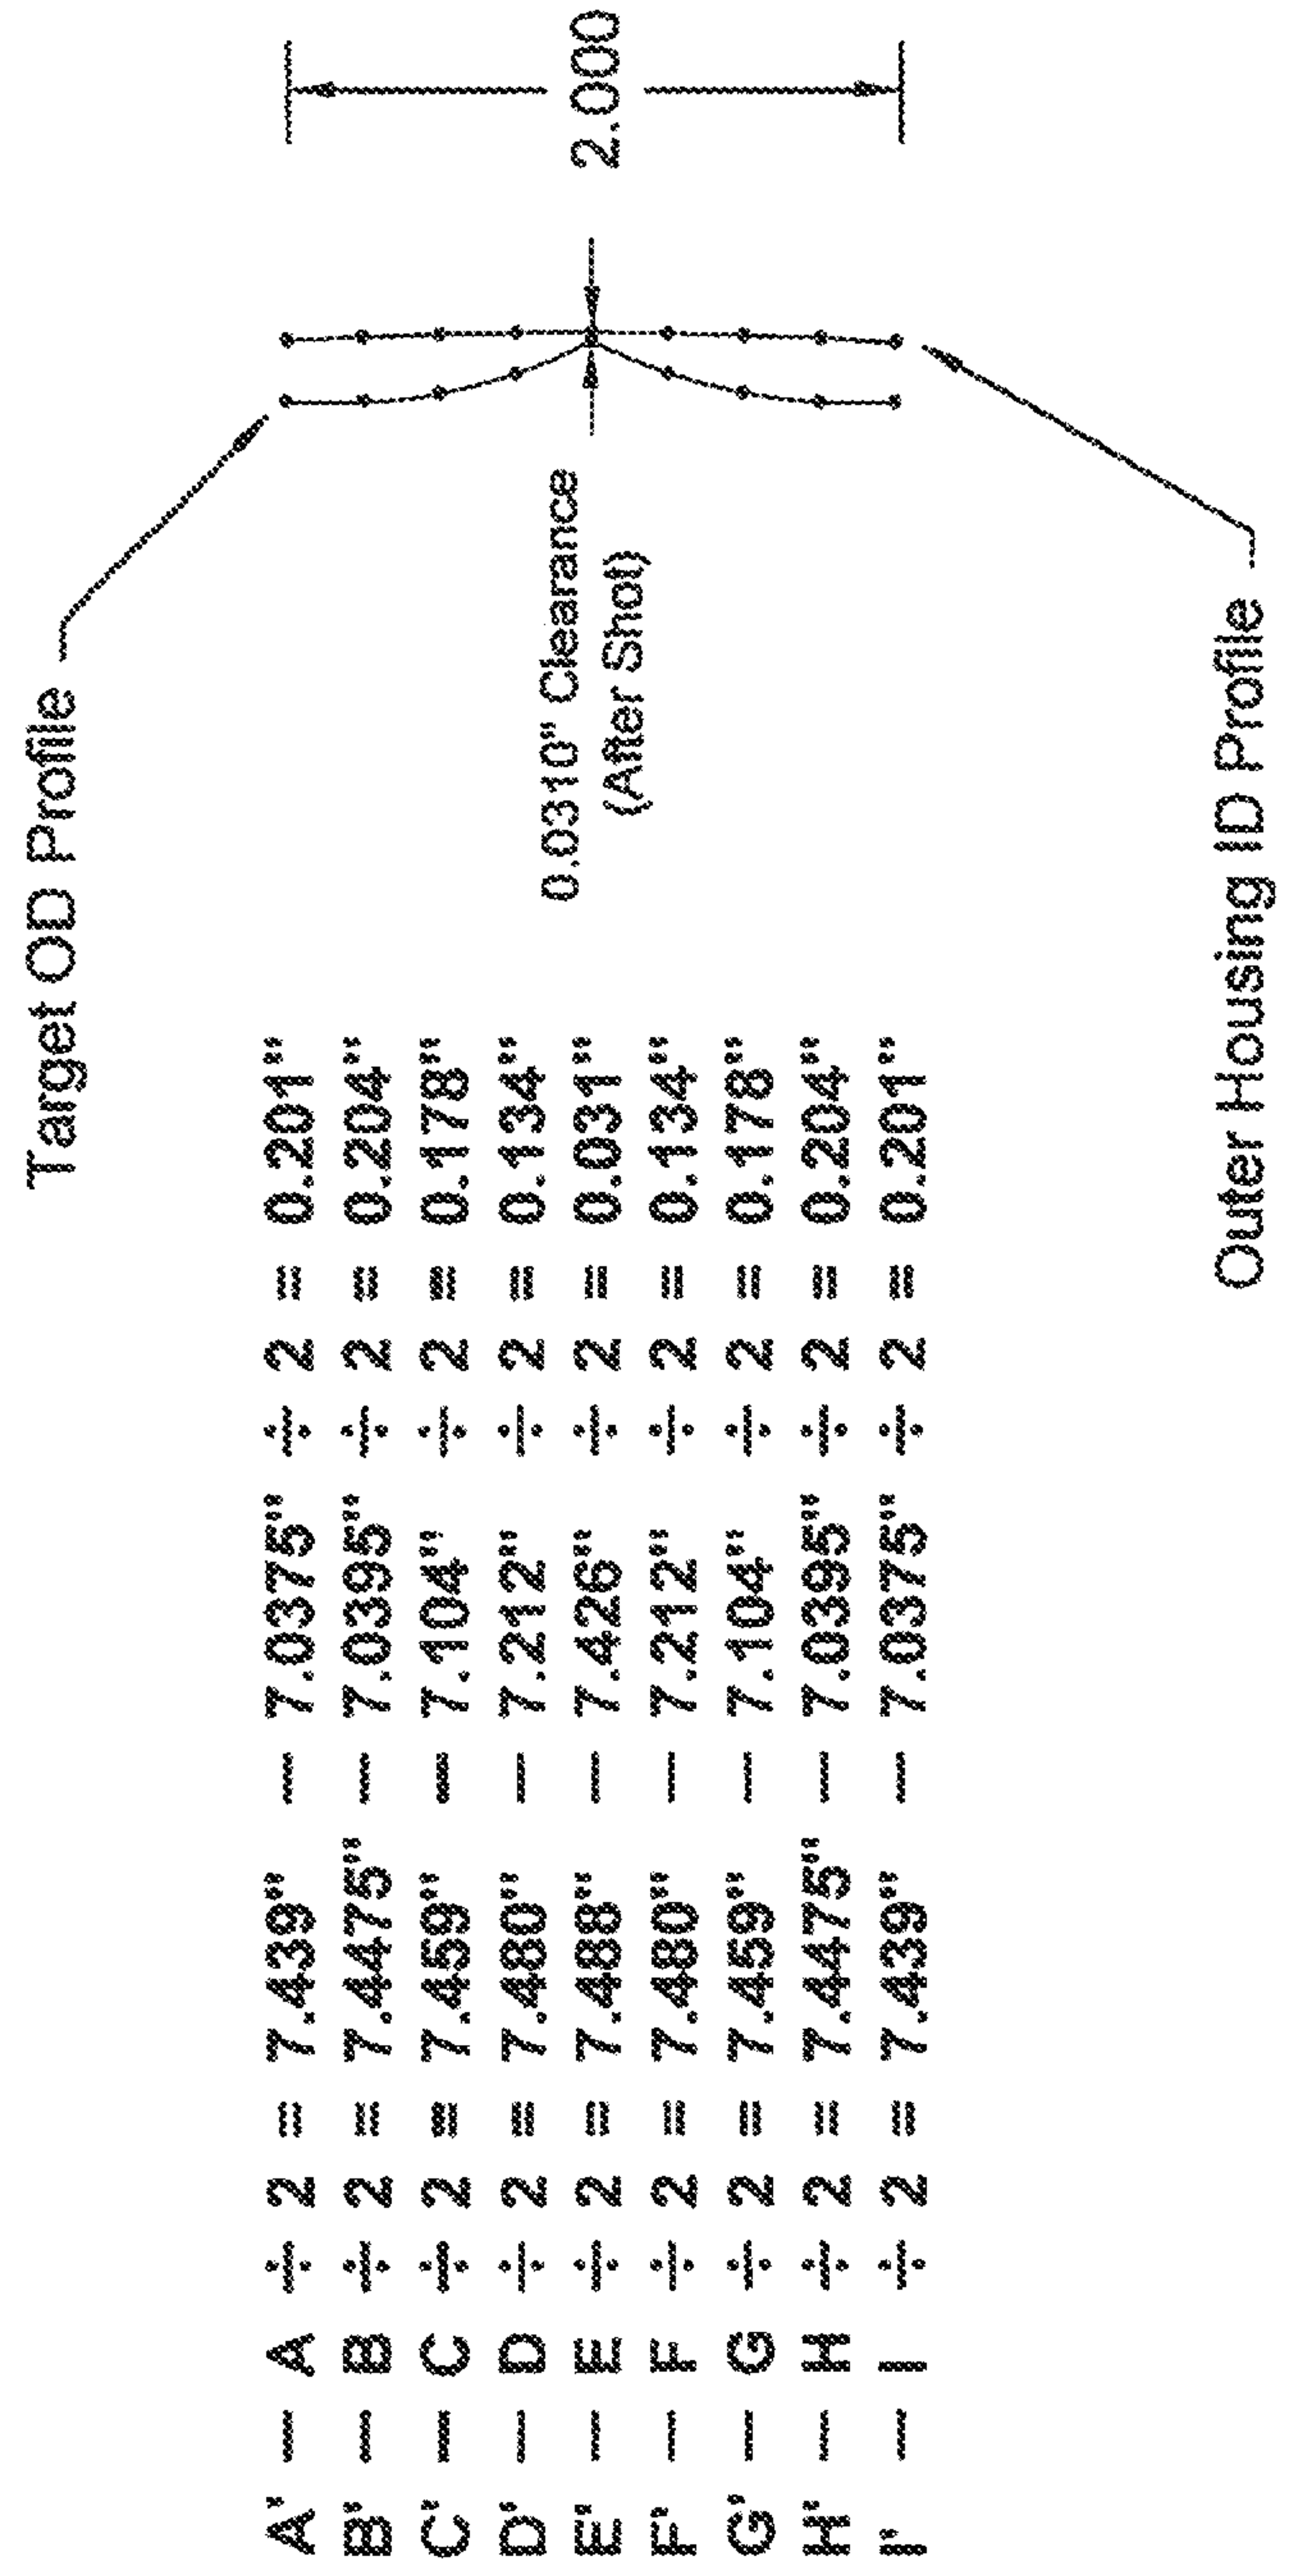 A' — A ÷ 2 = 7.439" — 7.0375" ÷ 2 = 0.201"
B' — B ÷ 2 = 7.4475" — 7.0395" ÷ 2 = 0.204"
C' — C ÷ 2 = 7.459" — 7.104" ÷ 2 = 0.178"
D' — D ÷ 2 = 7.480" — 7.212" ÷ 2 = 0.134"
E' — E ÷ 2 = 7.488" — 7.426" ÷ 2 = 0.031"
F' — F ÷ 2 = 7.480" — 7.212" ÷ 2 = 0.134"
G' — G ÷ 2 = 7.459" — 7.104" ÷ 2 = 0.178"
H' — H ÷ 2 = 7.4475" — 7.0395" ÷ 2 = 0.204"
I' — I ÷ 2 = 7.439" — 7.0375" ÷ 2 = 0.201"
Target OD Profile
0.0310" Clearance
(After Shot)
2.000
Outer Housing ID Profile